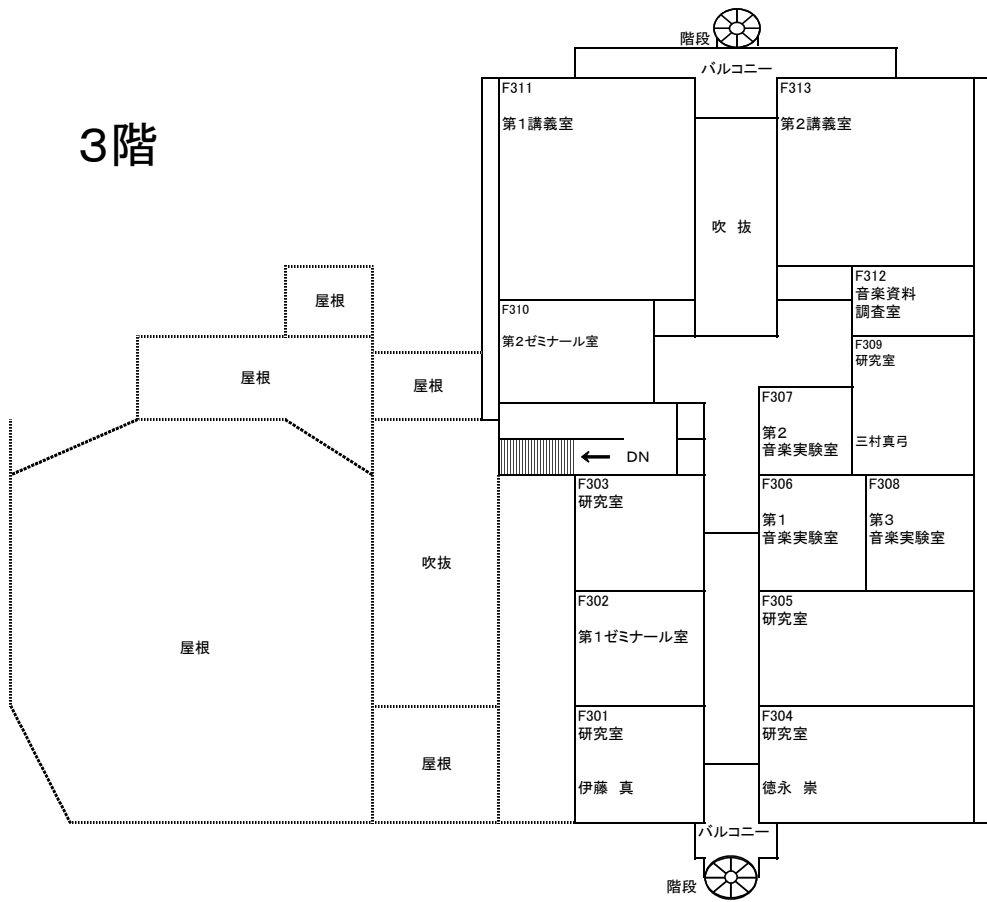 階段
バルコニー
3階
F311
第1講義室
F313
第2講義室
吹 抜
F312
音楽資料
調査室
屋根
F310
第2ゼミナール室
F309
研究室
三村真弓
屋根
屋根
F307
第2
音楽実験室
DN
F303
研究室
F306
第1
音楽実験室
F308
第3
音楽実験室
吹抜
F302
第1ゼミナール室
F305
研究室
屋根
F301
研究室
伊藤 真
F304
研究室
徳永 崇
屋根
バルコニー
階段